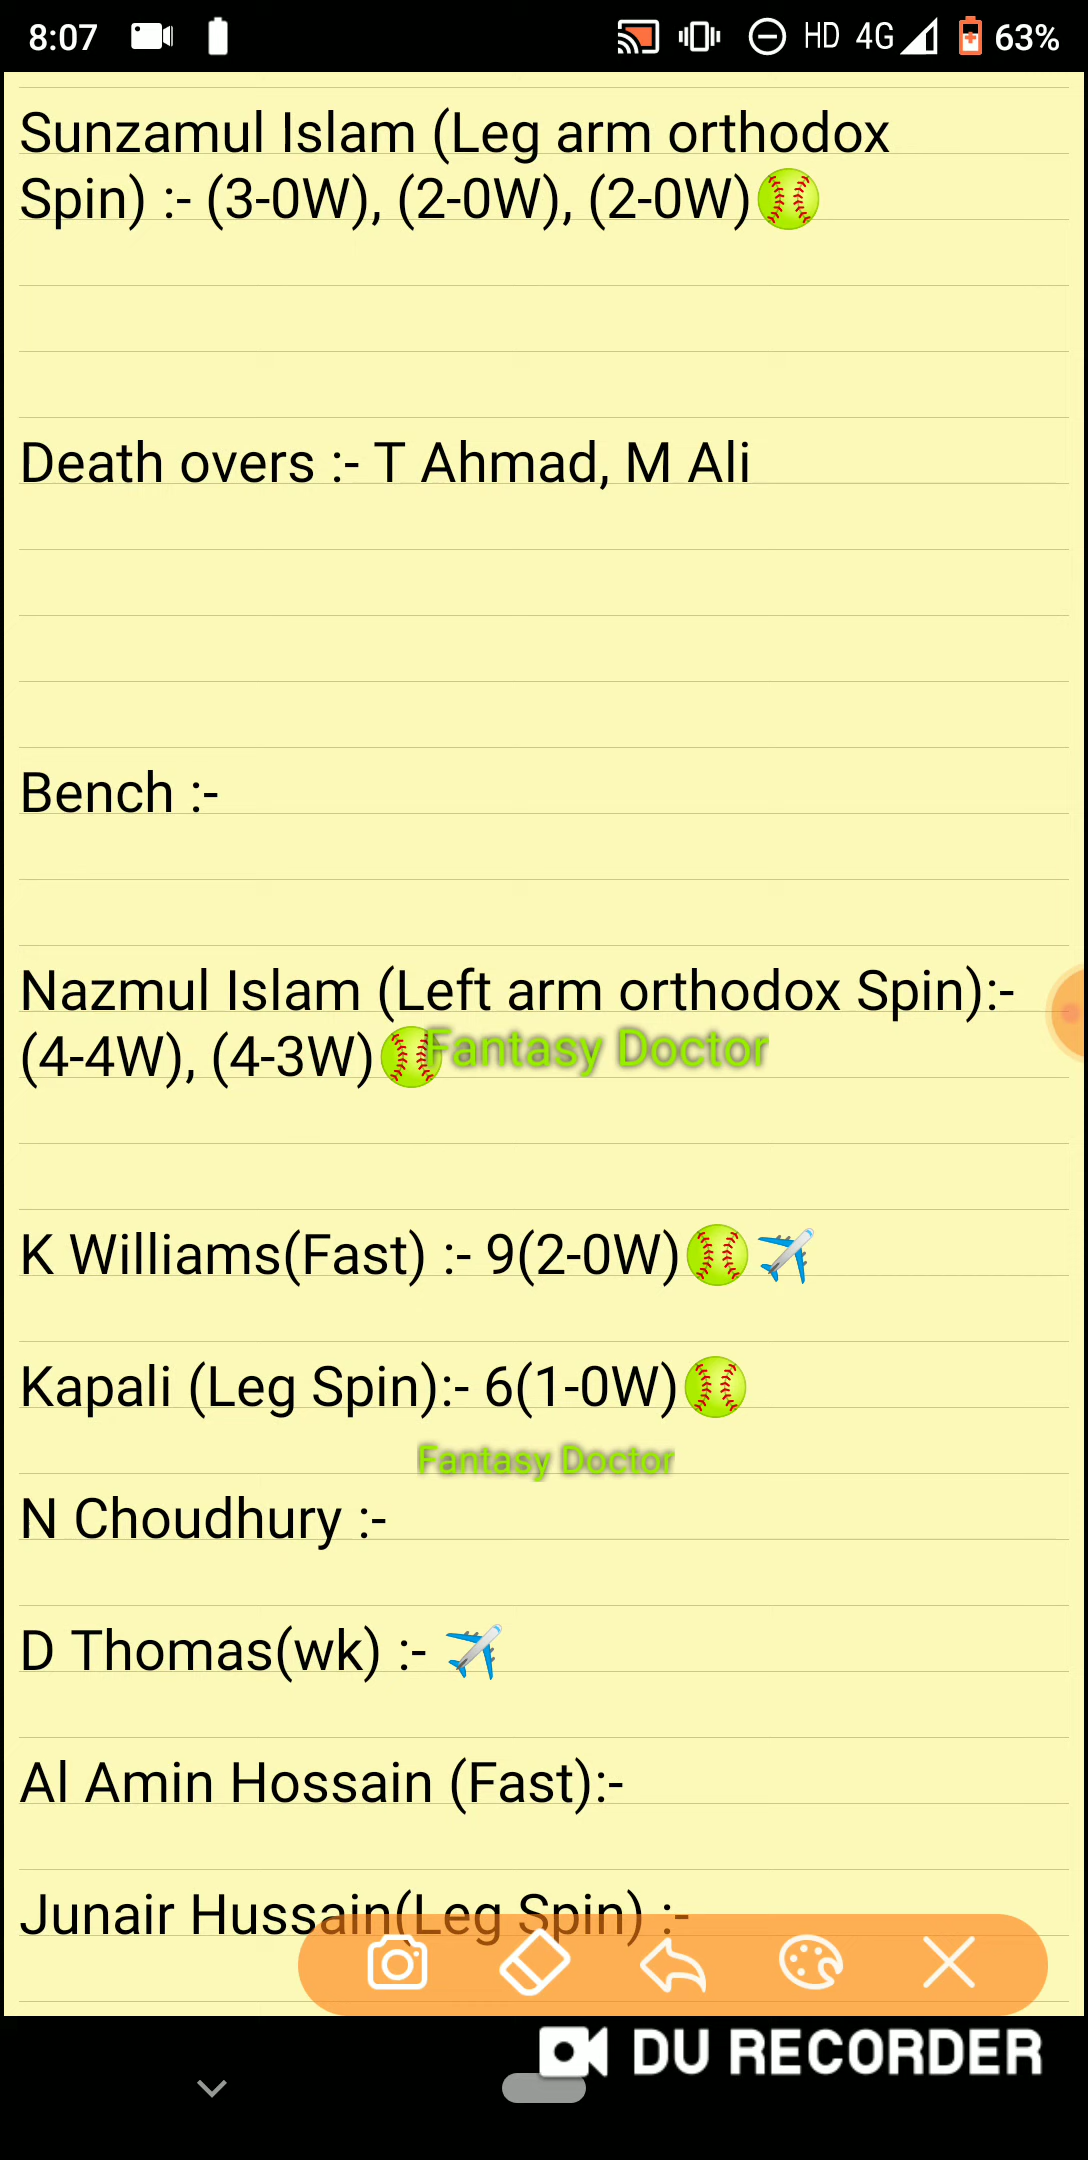 8:07 HD 4G 63%
Sunzamul Islam (Leg arm orthodox
Spin) :- (3-0W), (2-0W), (2-0W)🥎
Death overs :- T Ahmad, M Ali
Bench :-
Nazmul Islam (Left arm orthodox Spin):-
(4-4W), (4-3W)🥎
Fantasy Doctor
K Williams(Fast) :- 9(2-0W)🥎✈️
Kapali (Leg Spin):- 6(1-0W)🥎
Fantasy Doctor
N Choudhury :-
D Thomas(wk) :- ✈️
Al Amin Hossain (Fast):-
Junair Hussain(Leg Spin) :-
DU RECORDER